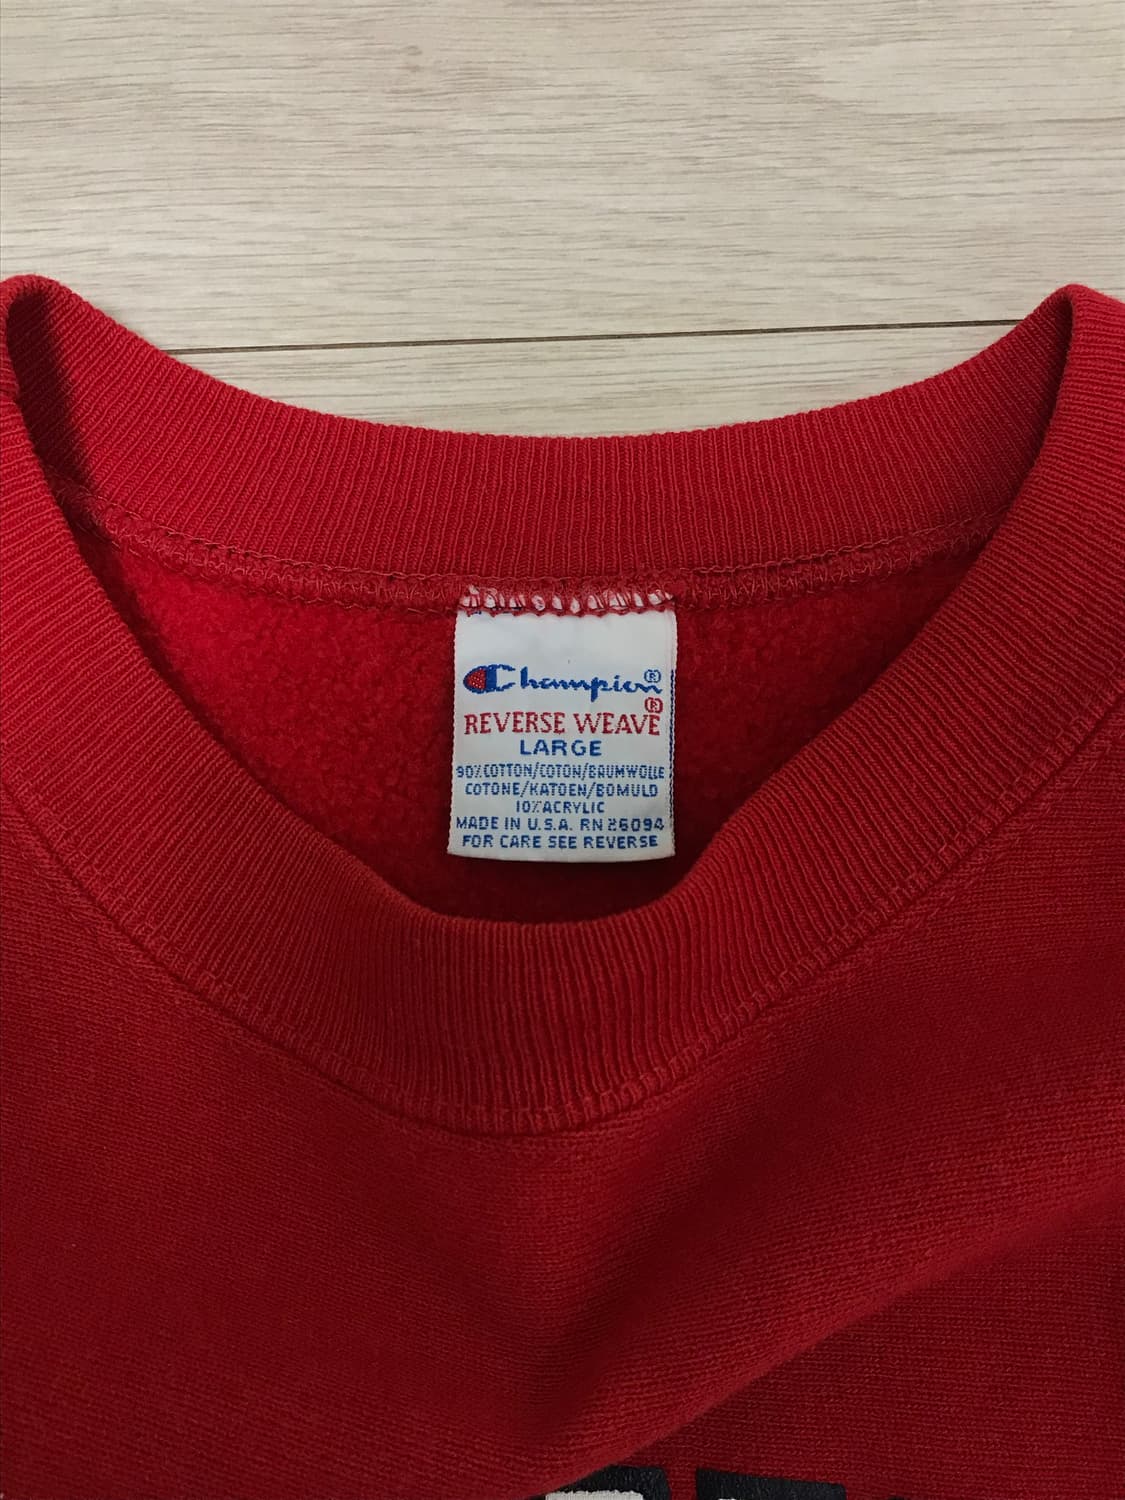 Champion®
REVERSE WEAVE®
LARGE
90% COTTON/COTON/BAUMWOLLE
COTONE/KATOEN/BOMULD
10% ACRYLIC
MADE IN U.S.A. RN 26094
FOR CARE SEE REVERSE